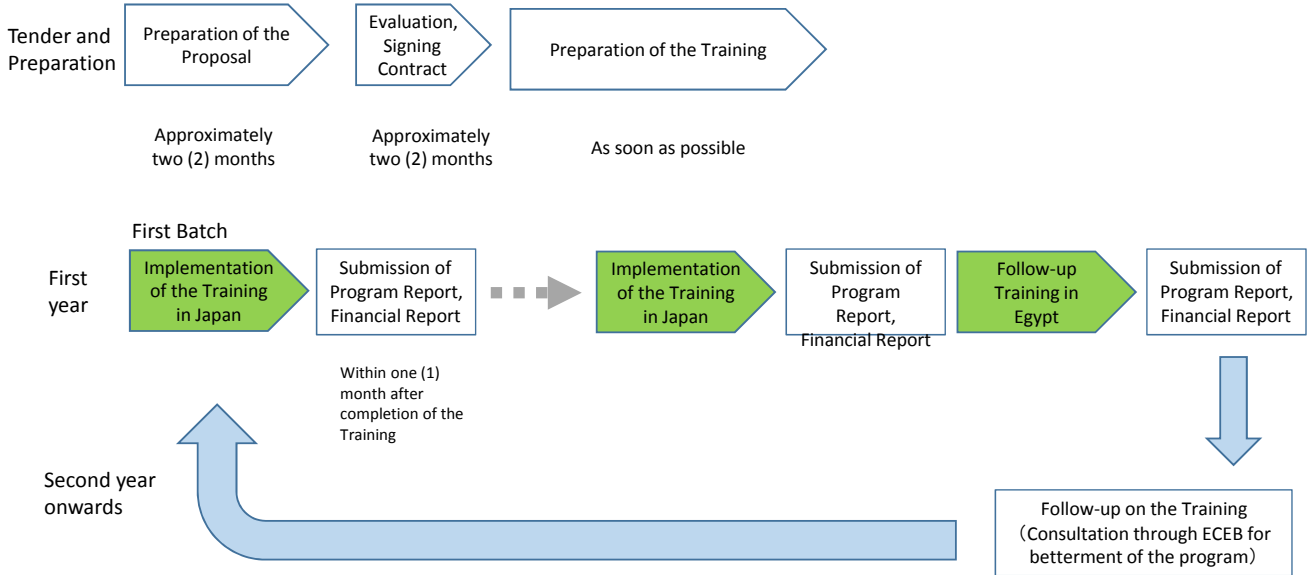 Tender and
Preparation
Preparation of the
Proposal
Evaluation,
Signing
Contract
Preparation of the Training
Approximately
two (2) months
Approximately
two (2) months
As soon as possible
First Batch
First
year
Implementation
of the Training
in Japan
Submission of
Program Report,
Financial Report
Implementation
of the Training
in Japan
Submission of
Program
Report,
Financial Report
Follow-up
Training in
Egypt
Submission of
Program Report,
Financial Report
Within one (1)
month after
completion of the
Training
Second year
onwards
Follow-up on the Training
（Consultation through ECEB for
betterment of the program）